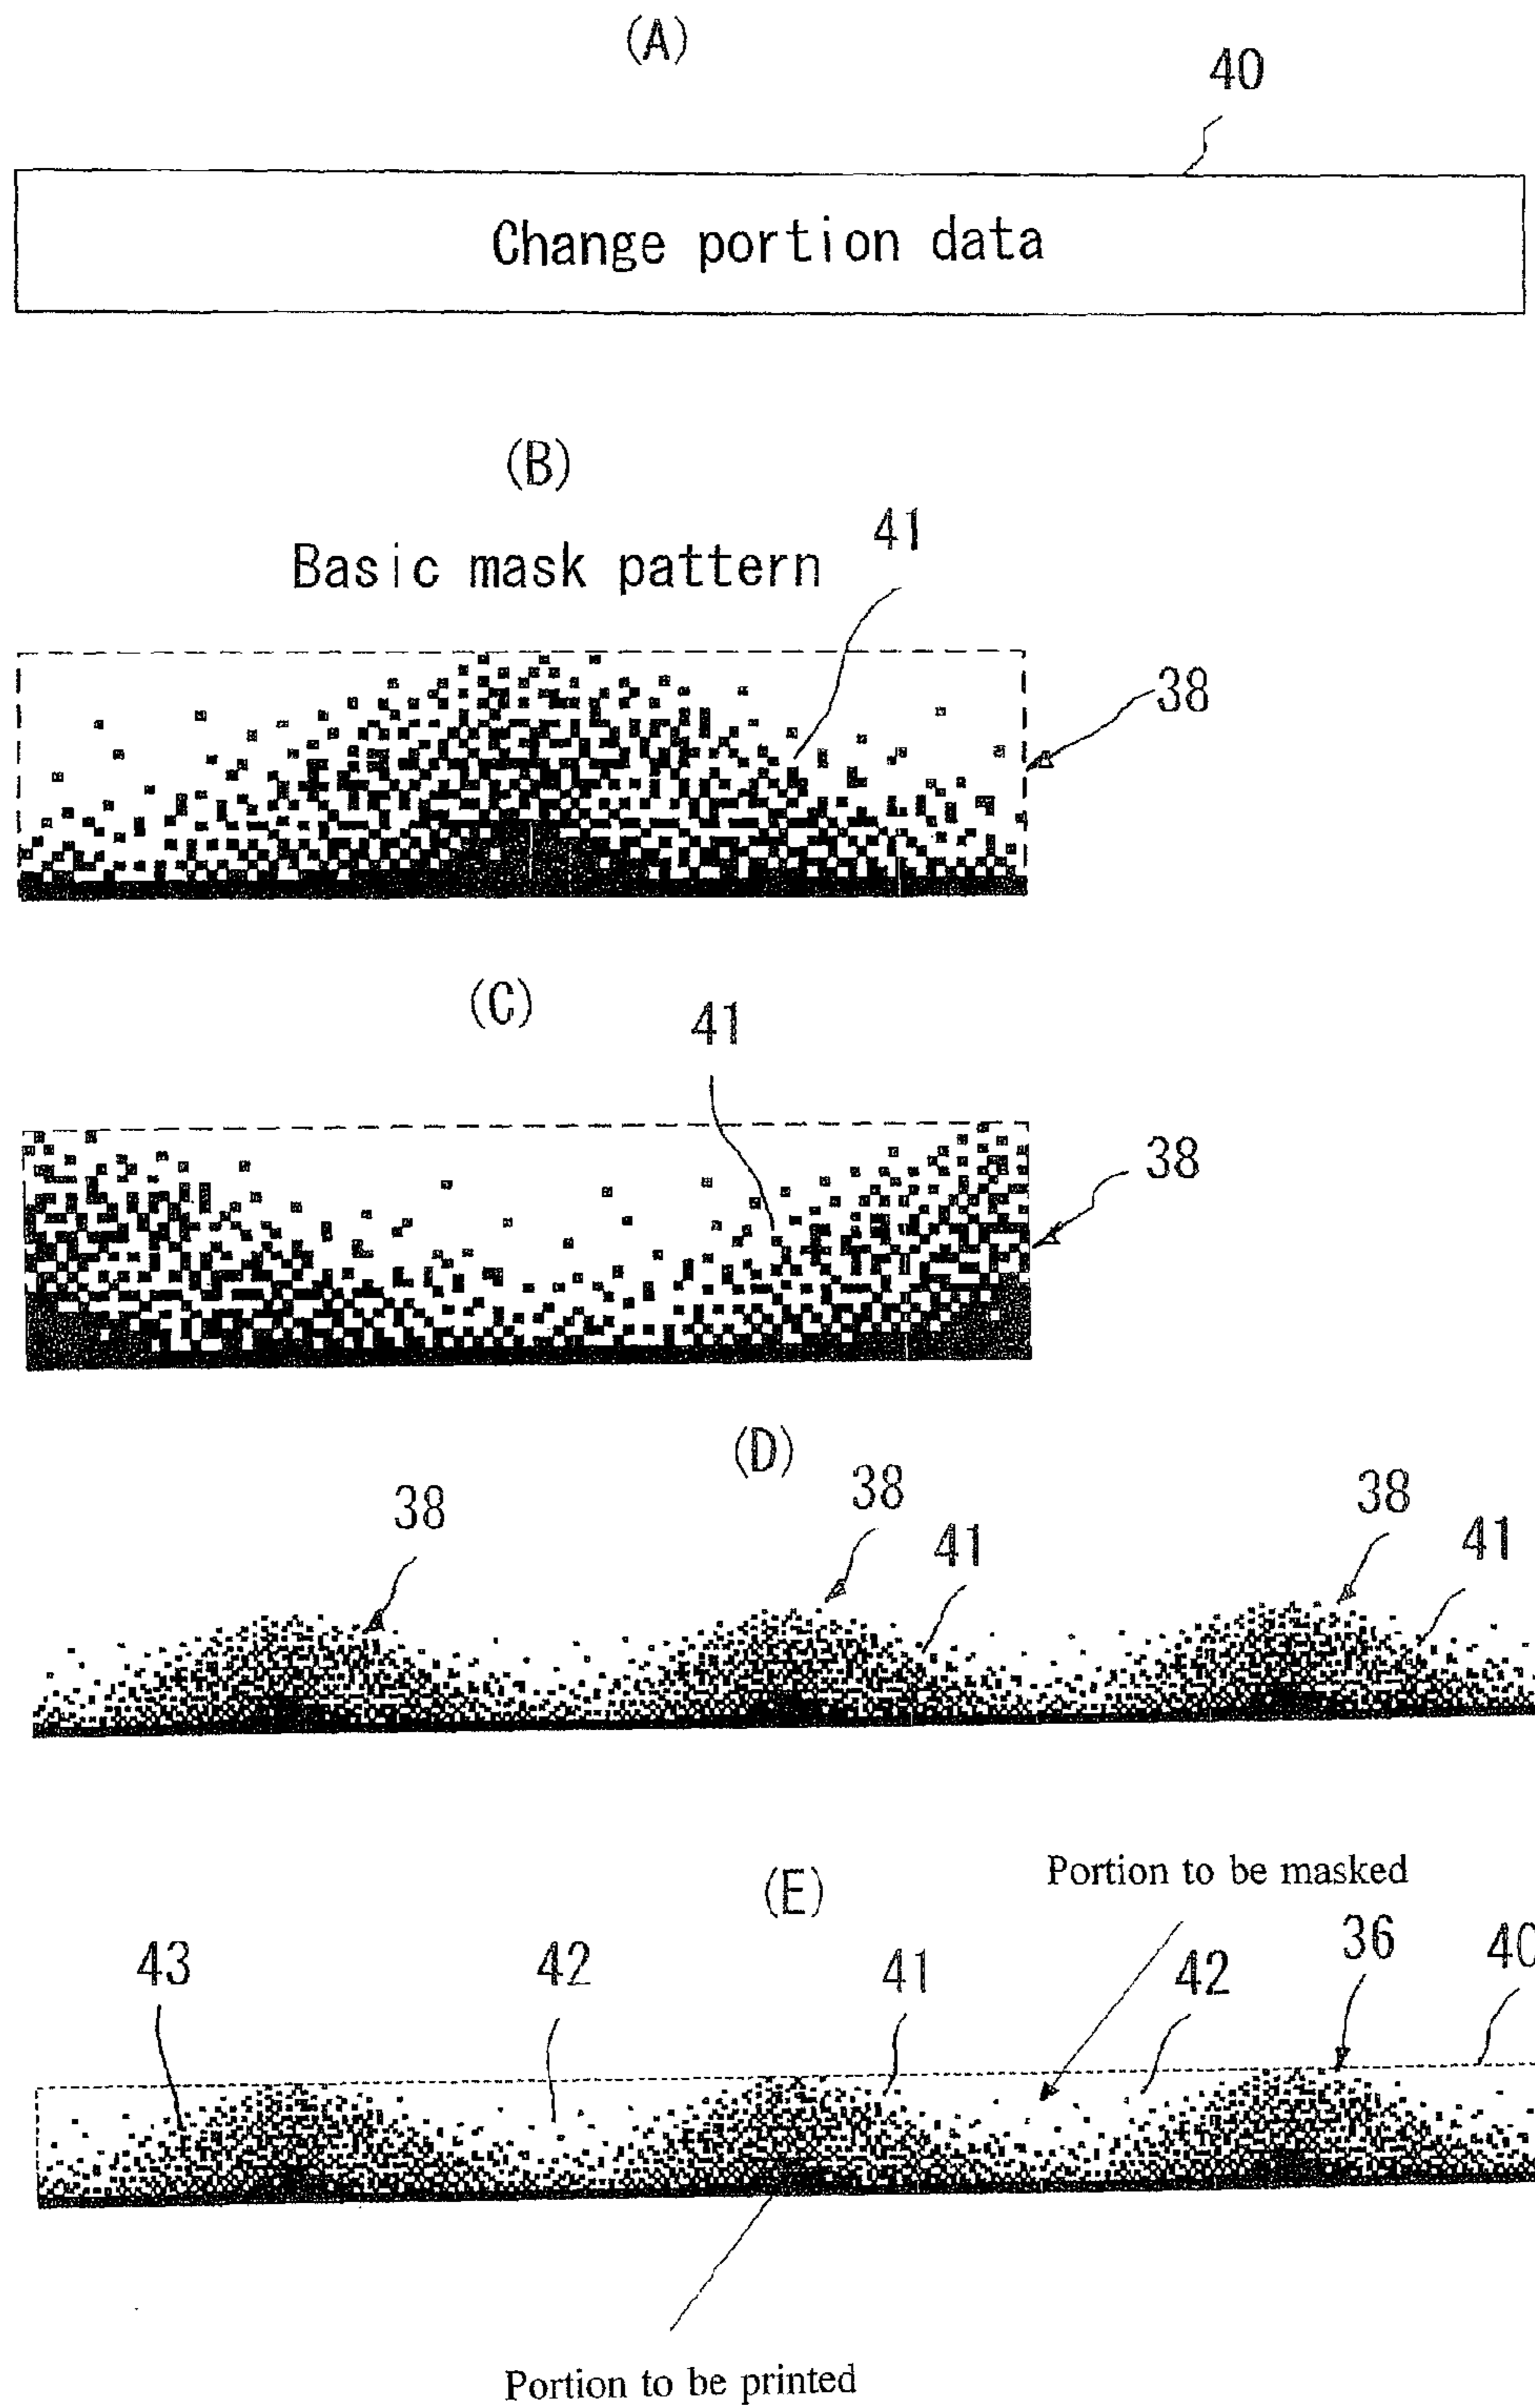 (A)
40
Change portion data
(B)
Basic mask pattern
41
38
(C)
41
38
(D)
38
38
41
38
41
(E)
Portion to be masked
43
42
41
42
36
40
Portion to be printed